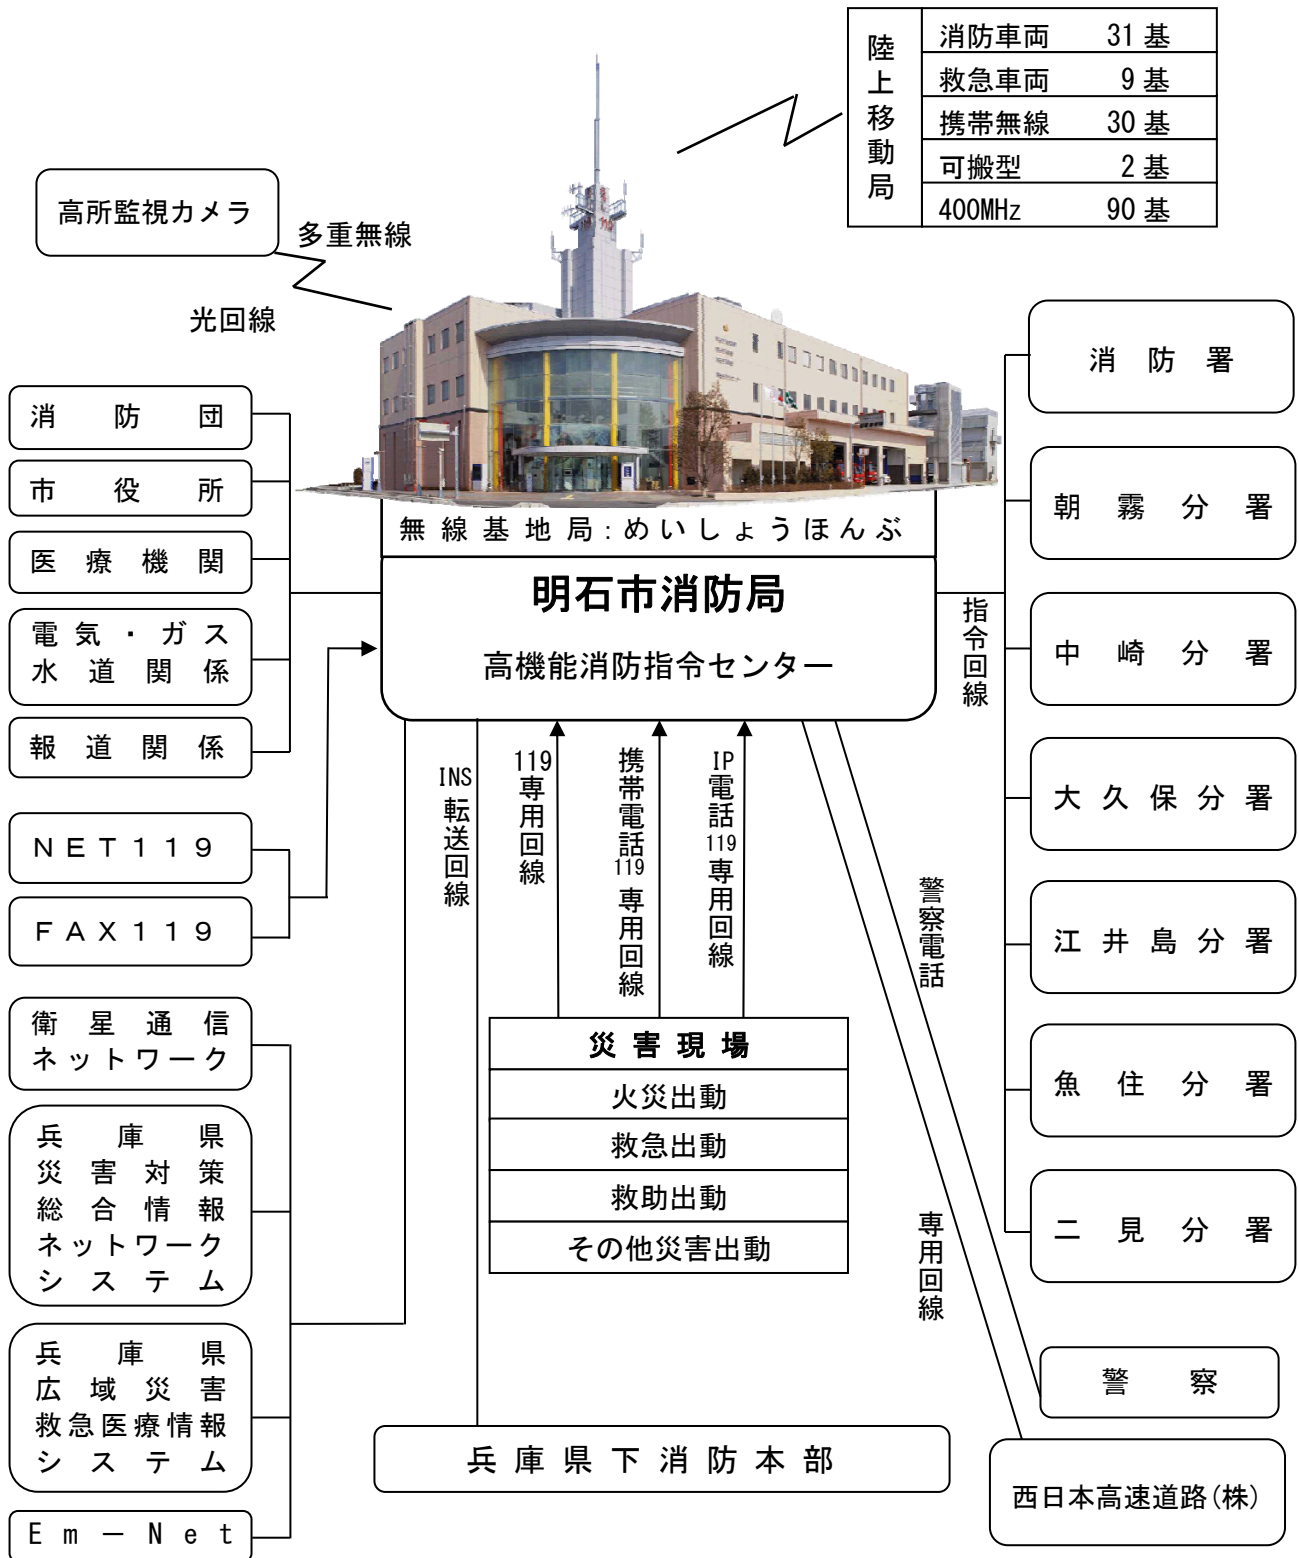 陸上移動局
消防車両 31 基
救急車両 9 基
携帯無線 30 基
可搬型 2 基
400MHz 90 基
高所監視カメラ
多重無線
光回線
消防団
市役所
医療機関
電気・ガス
水道関係
報道関係
NET119
FAX119
衛星通信
ネットワーク
兵庫県
災害対策
総合情報
ネットワーク
システム
兵庫県
広域災害
救急医療情報
システム
Em－Net
無線基地局:めいしょうほんぶ
明石市消防局
高機能消防指令センター
INS転送回線
119専用回線
携帯電話119専用回線
IP電話119専用回線
災害現場
火災出動
救急出動
救助出動
その他災害出動
兵庫県下消防本部
指令回線
警察電話
専用回線
消防署
朝霧分署
中崎分署
大久保分署
江井島分署
魚住分署
二見分署
警察
西日本高速道路(株)